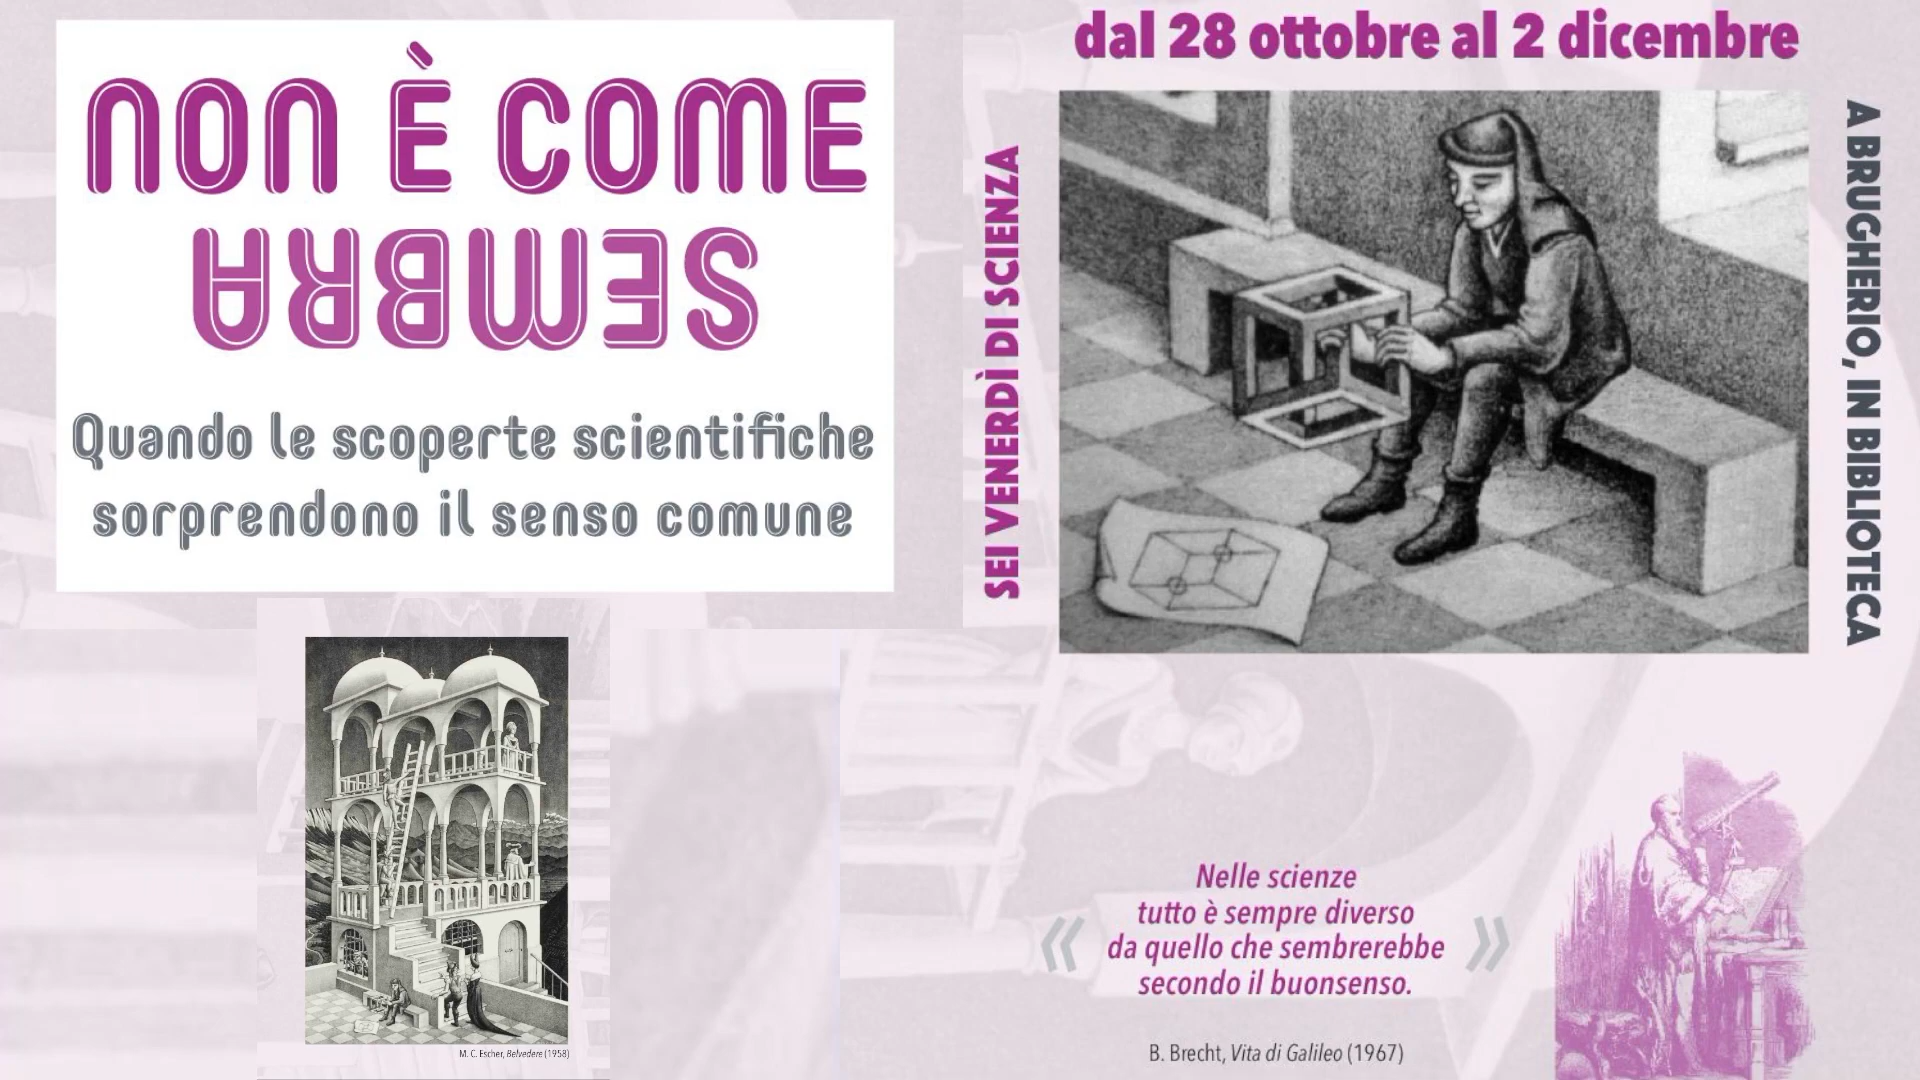 NON È COME
SEMBRA
Quando le scoperte scientifiche
sorprendono il senso comune
dal 28 ottobre al 2 dicembre
SEI VENERDÌ DI SCIENZA
A BRUGHERIO, IN BIBLIOTECA
M. C. Escher, Belvedere (1958)
« Nelle scienze
tutto è sempre diverso
da quello che sembrerebbe
secondo il buonsenso. »
B. Brecht, Vita di Galileo (1967)